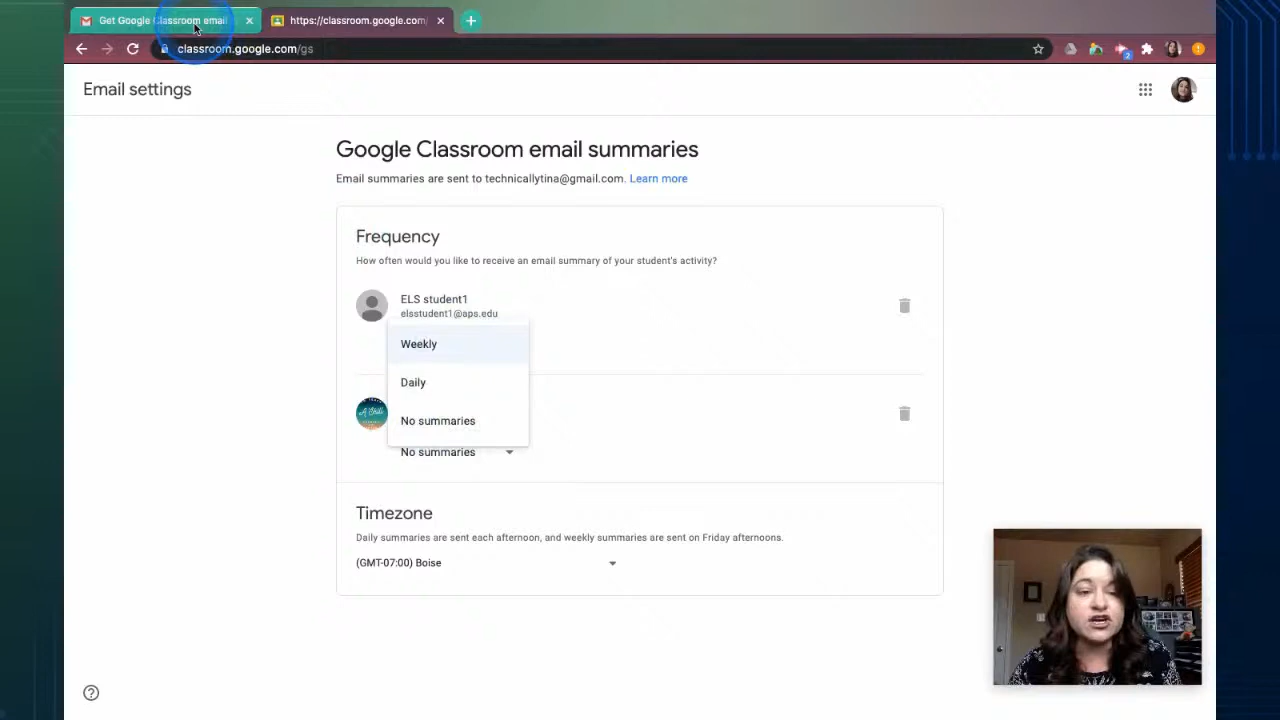 Get Google Classroom email
https://classroom.google.com/
classroom.google.com/gs
2
Email settings
Google Classroom email summaries
Email summaries are sent to technicallytina@gmail.com. Learn more
Frequency
How often would you like to receive an email summary of your student's activity?
ELS student1
elsstudent1@aps.edu
Weekly
Daily
No summaries
A Still
No summaries
Timezone
Daily summaries are sent each afternoon, and weekly summaries are sent on Friday afternoons.
(GMT-07:00) Boise